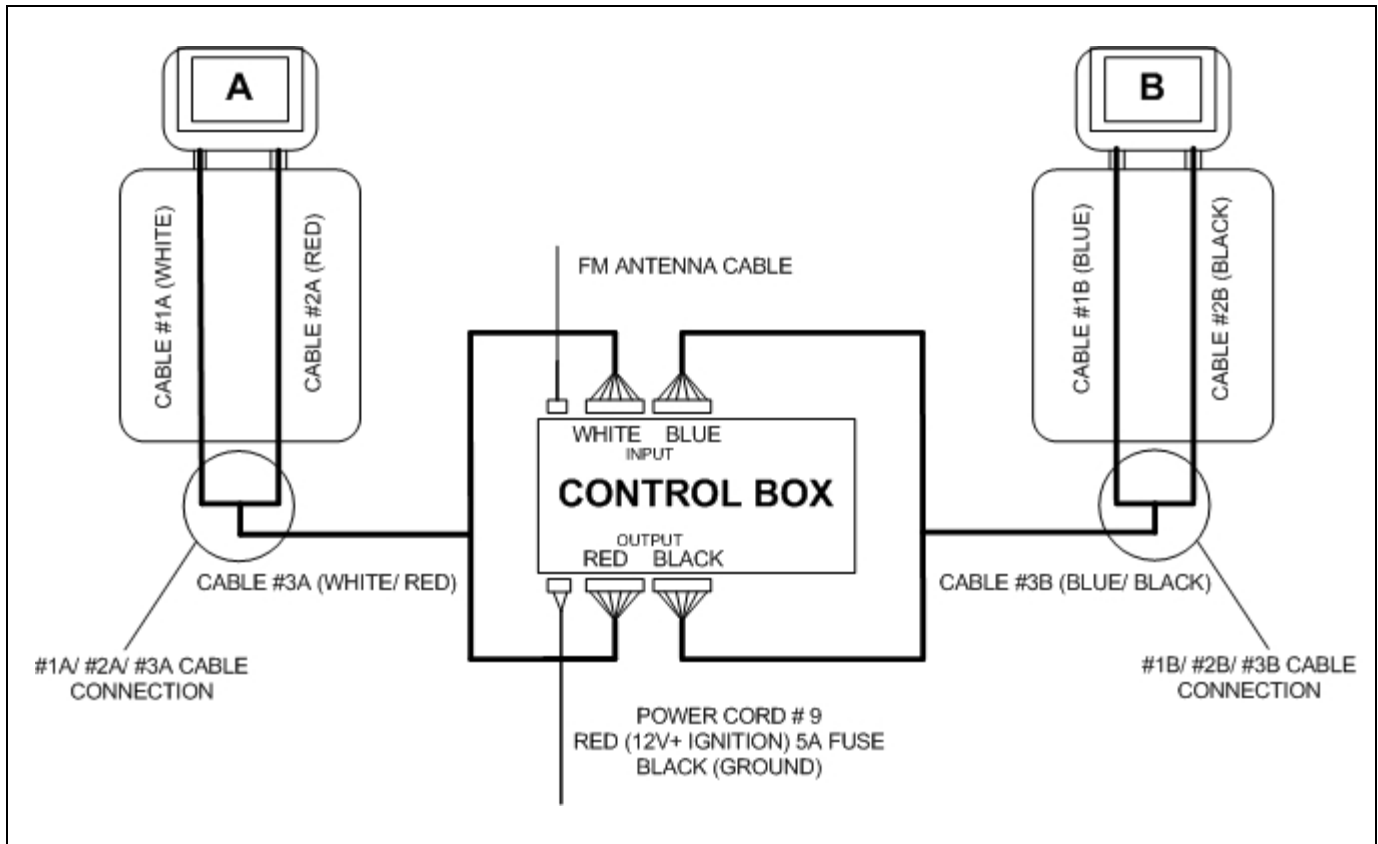 A
B
CABLE #1A (WHITE)
CABLE #2A (RED)
CABLE #1B (BLUE)
CABLE #2B (BLACK)
FM ANTENNA CABLE
WHITE BLUE
INPUT
CONTROL BOX
OUTPUT
RED BLACK
CABLE #3A (WHITE/ RED)
CABLE #3B (BLUE/ BLACK)
#1A/ #2A/ #3A CABLE
CONNECTION
#1B/ #2B/ #3B CABLE
CONNECTION
POWER CORD # 9
RED (12V+ IGNITION) 5A FUSE
BLACK (GROUND)